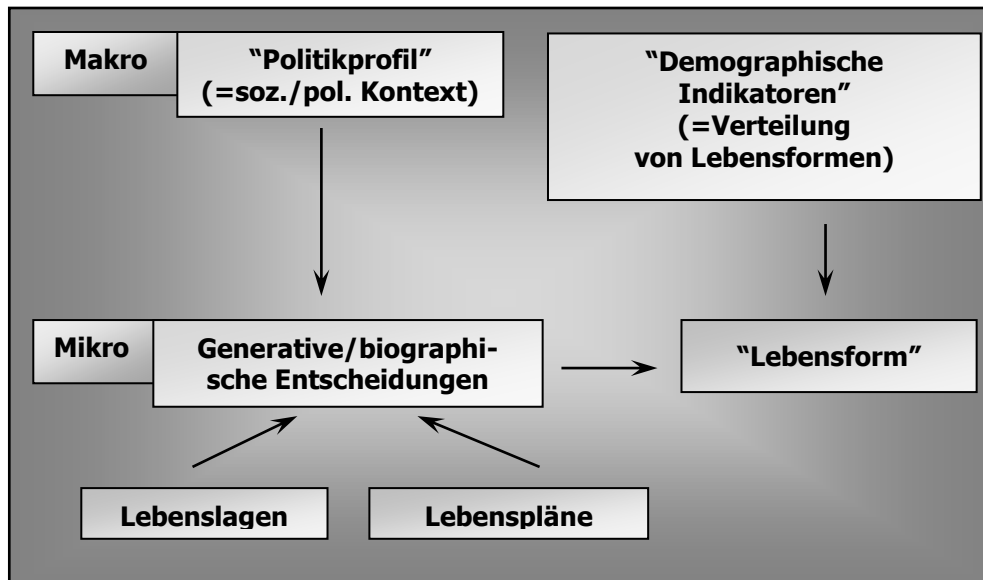 Makro
“Politikprofil”
(=soz./pol. Kontext)
“Demographische
Indikatoren”
(=Verteilung
von Lebensformen)
Mikro
Generative/biographi-
sche Entscheidungen
“Lebensform”
Lebenslagen
Lebenspläne